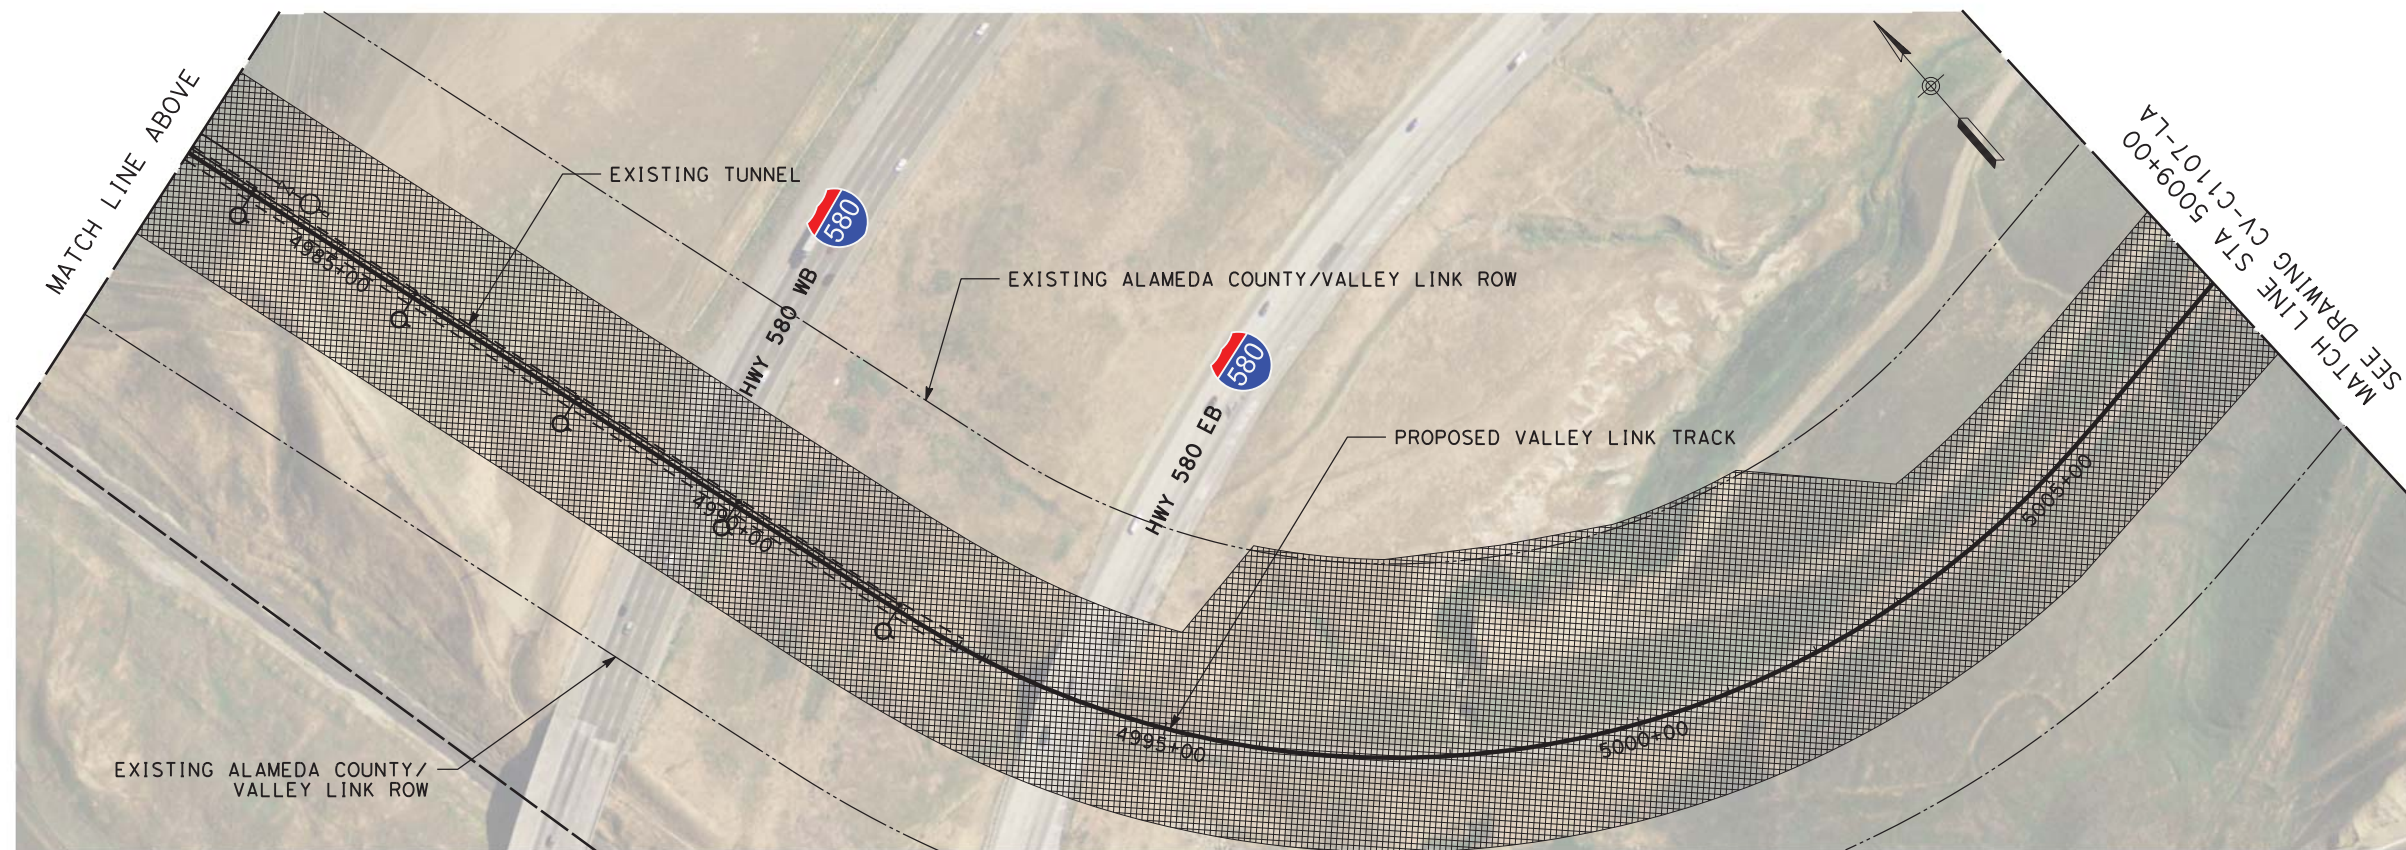 MATCH LINE ABOVE
EXISTING TUNNEL
580
HWY 580 WB
EXISTING ALAMEDA COUNTY/VALLEY LINK ROW
580
HWY 580 EB
PROPOSED VALLEY LINK TRACK
MATCH LINE STA 5009+00
SEE DRAWING CV-C1107-LA
4985+00
4990+00
4995+00
5000+00
5005+00
EXISTING ALAMEDA COUNTY/
VALLEY LINK ROW